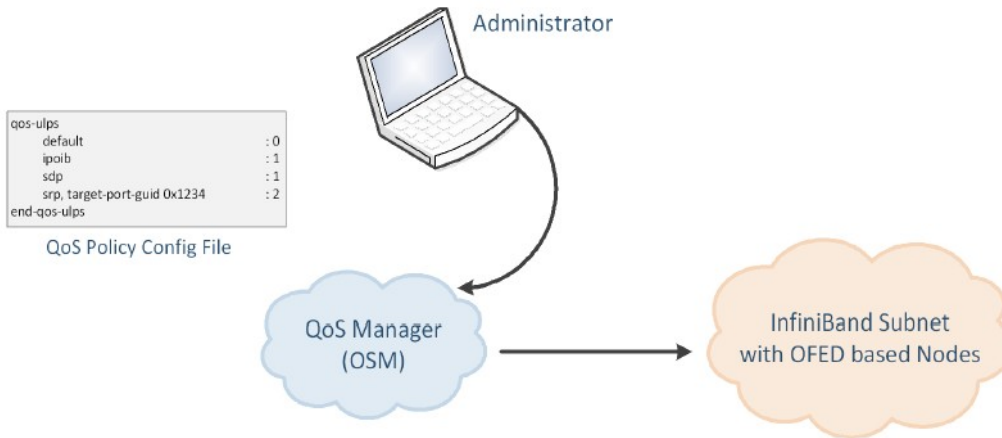 Administrator
qos-ulps
default : 0
ipoib : 1
sdp : 1
srp, target-port-guid 0x1234 : 2
end-qos-ulps
QoS Policy Config File
QoS Manager
(OSM)
InfiniBand Subnet
with OFED based Nodes